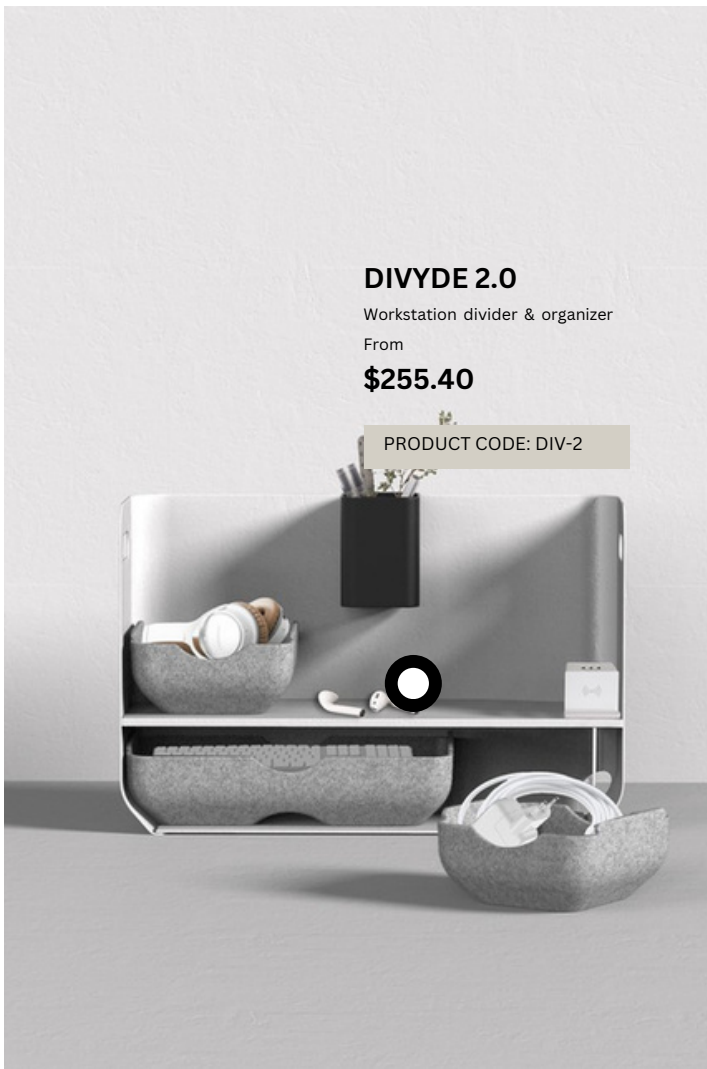 DIVYDE 2.0
Workstation divider & organizer
From
$255.40
PRODUCT CODE: DIV-2